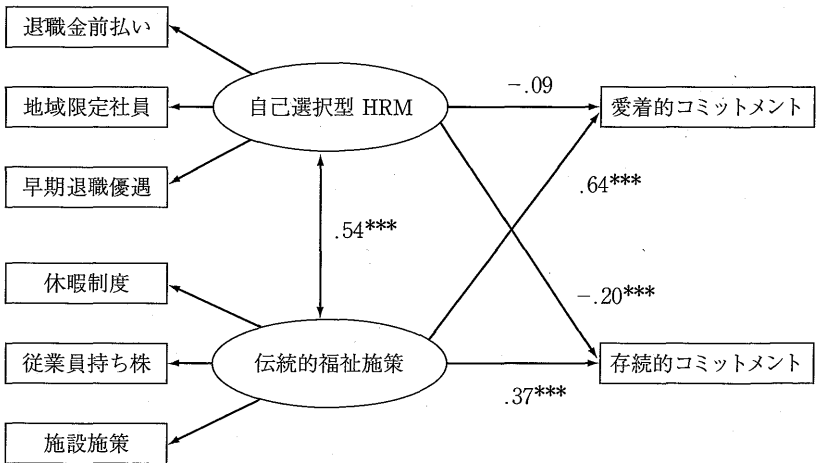 退職金前払い
地域限定社員
早期退職優遇
休暇制度
従業員持ち株
施設施策
自己選択型 HRM
伝統的福祉施策
.54***
-.09
.64***
-.20***
.37***
愛着的コミットメント
存続的コミットメント